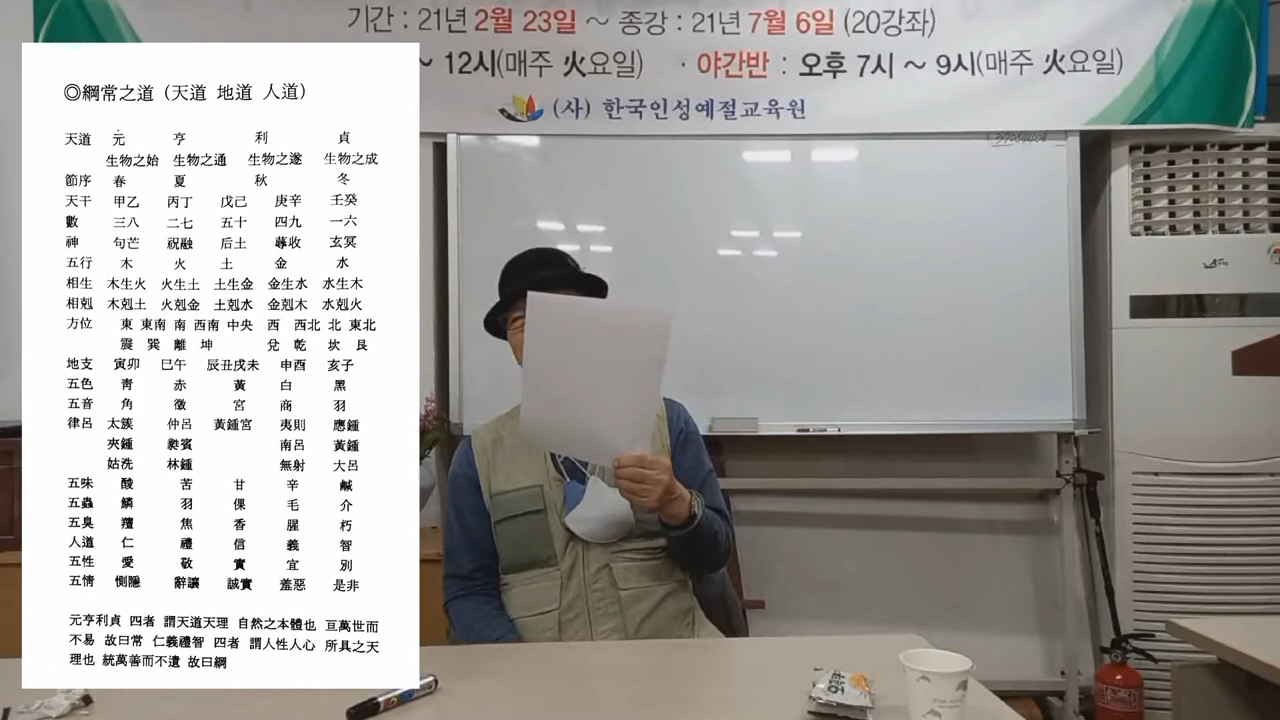 기간 : 21년 2월 23일 ~ 종강 : 21년 7월 6일 (20강좌)
~ 12시(매주 火요일) · 야간반 : 오후 7시 ~ 9시(매주 火요일)
(사) 한국인성예절교육원
◎綱常之道 (天道 地道 人道)
天道 元 亨 利 貞
生物之始 生物之通 生物之遂 生物之成
節序 春 夏 秋 冬
天干 甲乙 丙丁 戊己 庚辛 壬癸
數 三八 二七 五十 四九 一六
神 句芒 祝融 后土 蓐收 玄冥
五行 木 火 土 金 水
相生 木生火 火生土 土生金 金生水 水生木
相剋 木剋土 火剋金 土剋水 金剋木 水剋火
方位 東 東南 南 西南 中央 西 西北 北 東北
震 巽 離 坤 兌 乾 坎 艮
地支 寅卯 巳午 辰丑戌未 申酉 亥子
五色 靑 赤 黃 白 黑
五音 角 徵 宮 商 羽
律呂 太簇 仲呂 黃鍾宮 夷則 應鍾
夾鍾 蕤賓 南呂 黃鍾
姑洗 林鍾 無射 大呂
五味 酸 苦 甘 辛 鹹
五蟲 鱗 羽 倮 毛 介
五臭 羶 焦 香 腥 朽
人道 仁 禮 信 義 智
五性 愛 敬 實 宜 別
五情 惻隱 辭讓 誠實 羞惡 是非
元亨利貞 四者 謂天道天理 自然之本體也 亘萬世而
不易 故曰常 仁義禮智 四者 謂人性人心 所具之天
理也 統萬善而不遺 故曰綱